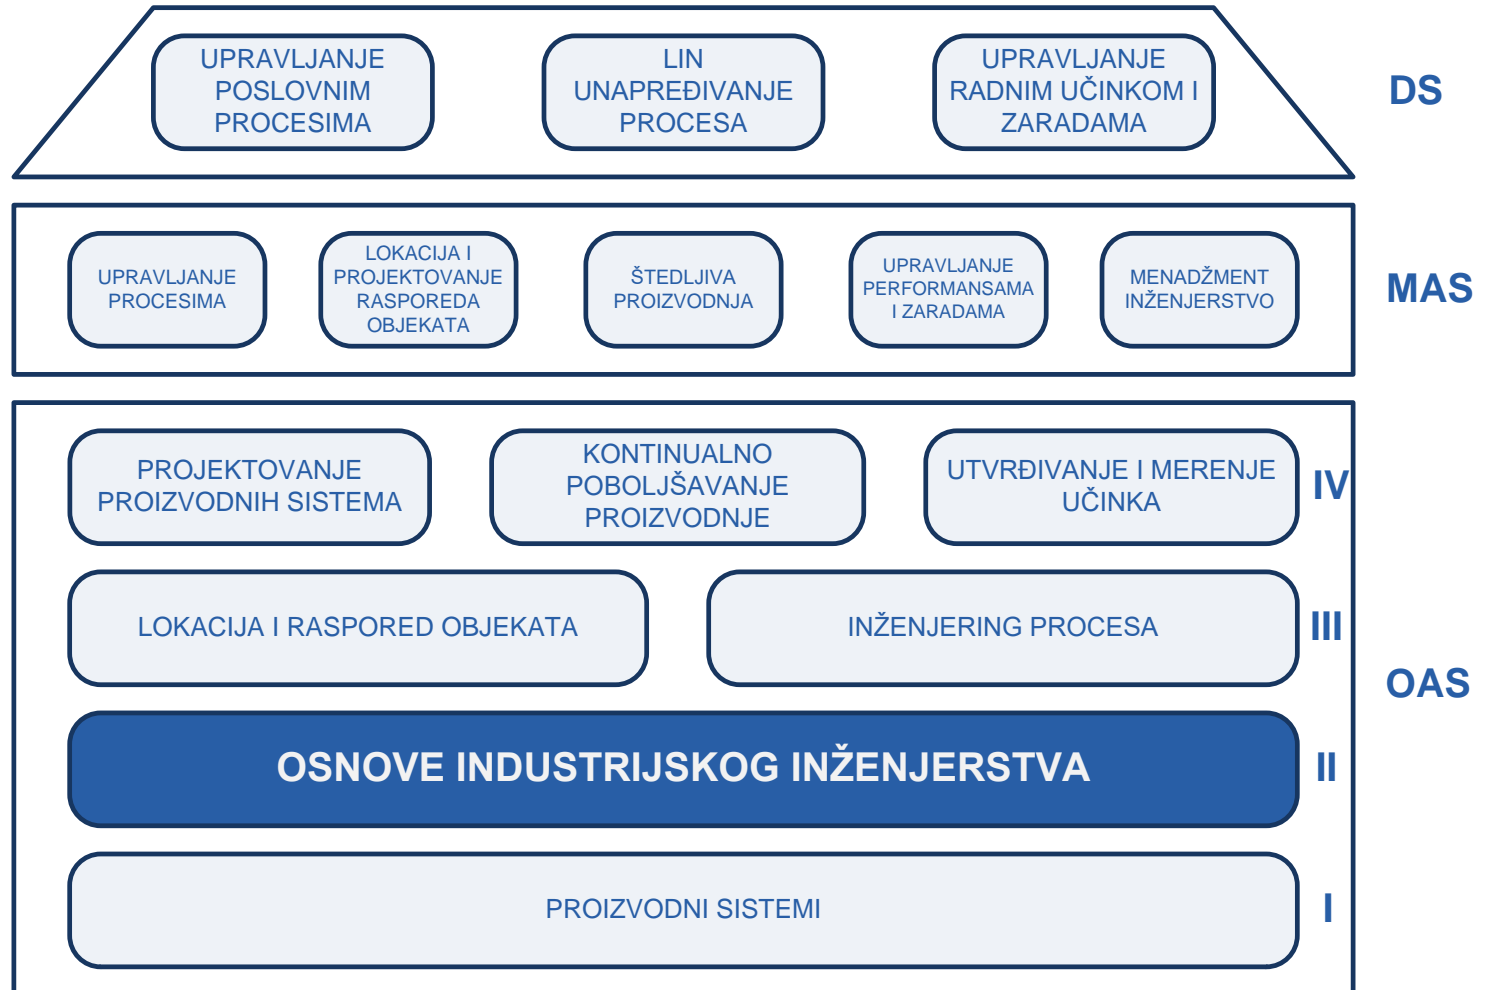 UPRAVLJANJE
POSLOVNIM
PROCESIMA
LIN
UNAPREĐIVANJE
PROCESA
UPRAVLJANJE
RADNIM UČINKOM I
ZARADAMA
DS
UPRAVLJANJE
PROCESIMA
LOKACIJA I
PROJEKTOVANJE
RASPOREDA
OBJEKATA
ŠTEDLJIVA
PROIZVODNJA
UPRAVLJANJE
PERFORMANSAMA
I ZARADAMA
MENADŽMENT
INŽENJERSTVO
MAS
PROJEKTOVANJE
PROIZVODNIH SISTEMA
KONTINUALNO
POBOLJŠAVANJE
PROIZVODNJE
UTVRĐIVANJE I MERENJE
UČINKA
IV
LOKACIJA I RASPORED OBJEKATA
INŽENJERING PROCESA
III
OAS
OSNOVE INDUSTRIJSKOG INŽENJERSTVA
II
PROIZVODNI SISTEMI
I